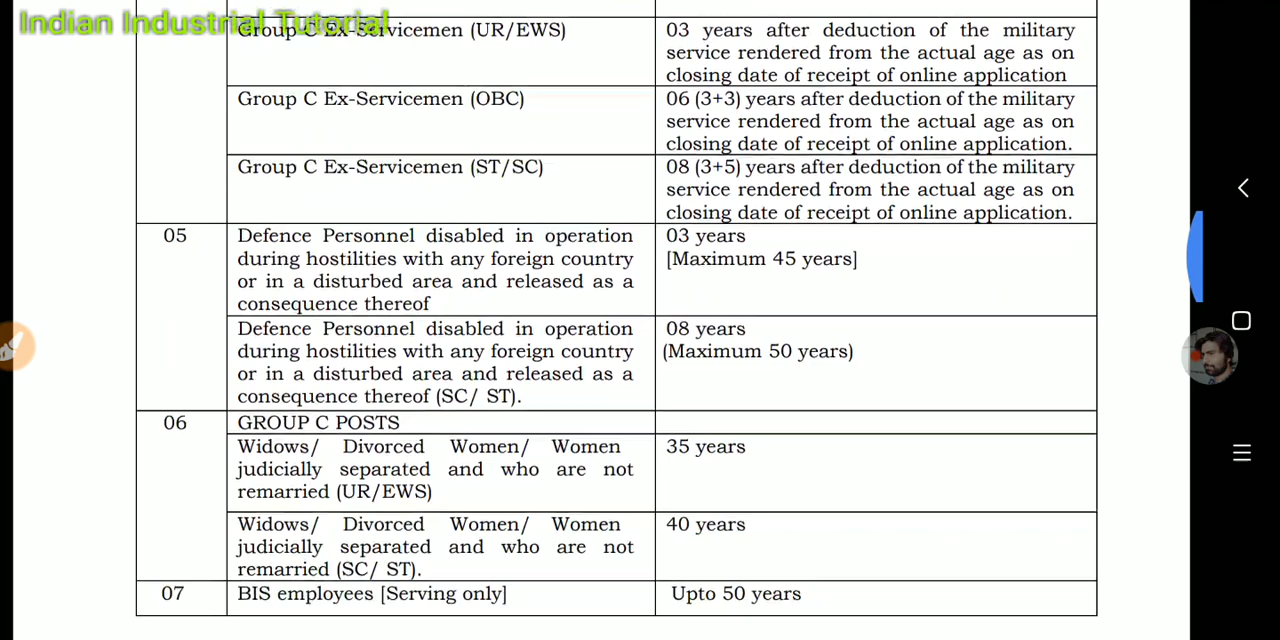 Indian Industrial Tutorial
Group C Ex-Servicemen (UR/EWS)
03 years after deduction of the military
service rendered from the actual age as on
closing date of receipt of online application
Group C Ex-Servicemen (OBC)
06 (3+3) years after deduction of the military
service rendered from the actual age as on
closing date of receipt of online application.
Group C Ex-Servicemen (ST/SC)
08 (3+5) years after deduction of the military
service rendered from the actual age as on
closing date of receipt of online application.
05
Defence Personnel disabled in operation
during hostilities with any foreign country
or in a disturbed area and released as a
consequence thereof
03 years
[Maximum 45 years]
Defence Personnel disabled in operation
during hostilities with any foreign country
or in a disturbed area and released as a
consequence thereof (SC/ ST).
08 years
(Maximum 50 years)
06
GROUP C POSTS
Widows/ Divorced Women/ Women
judicially separated and who are not
remarried (UR/EWS)
35 years
Widows/ Divorced Women/ Women
judicially separated and who are not
remarried (SC/ ST).
40 years
07
BIS employees [Serving only]
Upto 50 years